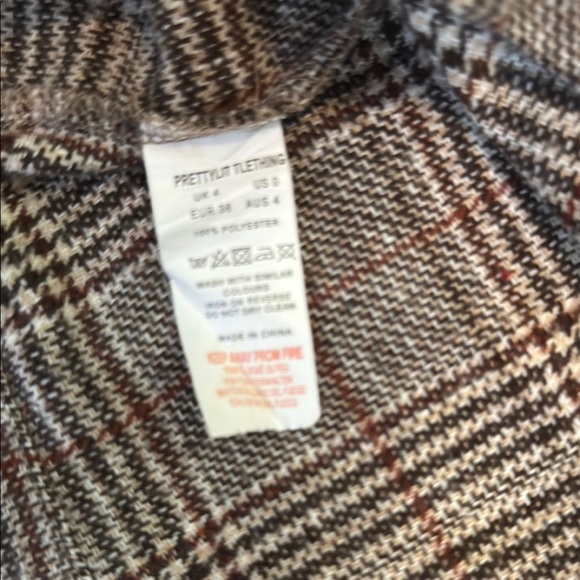 PRETTYLITTLETHING
UK 4 US 0
EUR 38 AUS 4
100% POLYESTER
WASH WITH SIMILAR
COLOURS
IRON ON REVERSE
DO NOT DRY CLEAN
MADE IN CHINA
KEEP AWAY FROM FIRE